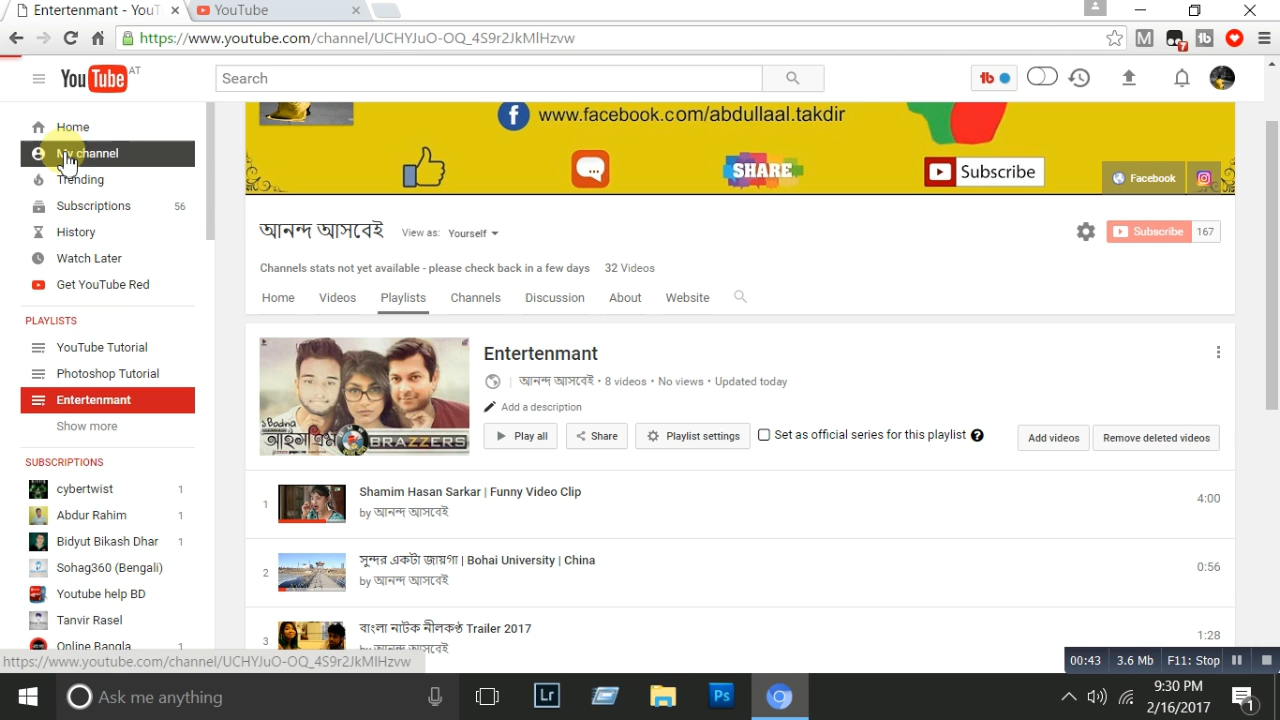 Entertenmant - YouT
YouTube
https://www.youtube.com/channel/UCHYJuO-OQ_4S9r2JkMlHzvw
YouTube AT
Search
Home
My channel
Trending
Subscriptions 56
History
Watch Later
Get YouTube Red
PLAYLISTS
YouTube Tutorial
Photoshop Tutorial
Entertenmant
Show more
SUBSCRIPTIONS
cybertwist 1
Abdur Rahim 1
Bidyut Bikash Dhar 1
Sohag360 (Bengali)
Youtube help BD
Tanvir Rasel
Online Bangla 1
www.facebook.com/abdullaal.takdir
SHARE
Subscribe
Facebook
আনন্দ আসবেই View as: Yourself
Subscribe 167
Channels stats not yet available - please check back in a few days 32 Videos
Home Videos Playlists Channels Discussion About Website
Entertenmant
আনন্দ আসবেই • 8 videos • No views • Updated today
Add a description
Play all Share Playlist settings Set as official series for this playlist Add videos Remove deleted videos
BRAZZERS
1 Shamim Hasan Sarkar | Funny Video Clip 4:00
by আনন্দ আসবেই
2 সুন্দর একটা জায়গা | Bohai University | China 0:56
by আনন্দ আসবেই
3 বাংলা নাটক নীলকণ্ঠ Trailer 2017 1:28
by আনন্দ আসবেই
https://www.youtube.com/channel/UCHYJuO-OQ_4S9r2JkMlHzvw
00:43 3.6 Mb F11: Stop
Ask me anything
Lr
Ps
9:30 PM
2/16/2017
1